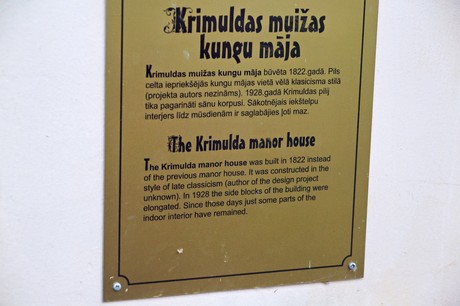 Krimuldas muižas
kungu māja
Krimuldas muižas kungu māja būvēta 1822.gadā. Pils
celta iepriekšējās kungu mājas vietā vēlā klasicisma stilā
(projekta autors nezināms). 1928.gadā Krimuldas pilij
tika pagarināti sānu korpusi. Sākotnējais iekštelpu
interjers līdz mūsdienām ir saglabājies ļoti maz.
The Krimulda manor house
The Krimulda manor house was built in 1822 instead
of the previous manor house. It was constructed in the
style of late classicism (author of the design project
unknown). In 1928 the side blocks of the building were
elongated. Since those days just some parts of the
indoor interior have remained.